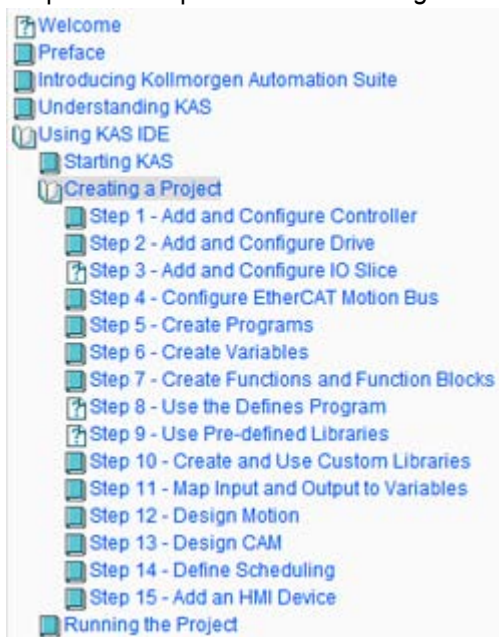 Welcome
Preface
Introducing Kollmorgen Automation Suite
Understanding KAS
Using KAS IDE
Starting KAS
Creating a Project
Step 1 - Add and Configure Controller
Step 2 - Add and Configure Drive
Step 3 - Add and Configure IO Slice
Step 4 - Configure EtherCAT Motion Bus
Step 5 - Create Programs
Step 6 - Create Variables
Step 7 - Create Functions and Function Blocks
Step 8 - Use the Defines Program
Step 9 - Use Pre-defined Libraries
Step 10 - Create and Use Custom Libraries
Step 11 - Map Input and Output to Variables
Step 12 - Design Motion
Step 13 - Design CAM
Step 14 - Define Scheduling
Step 15 - Add an HMI Device
Running the Project